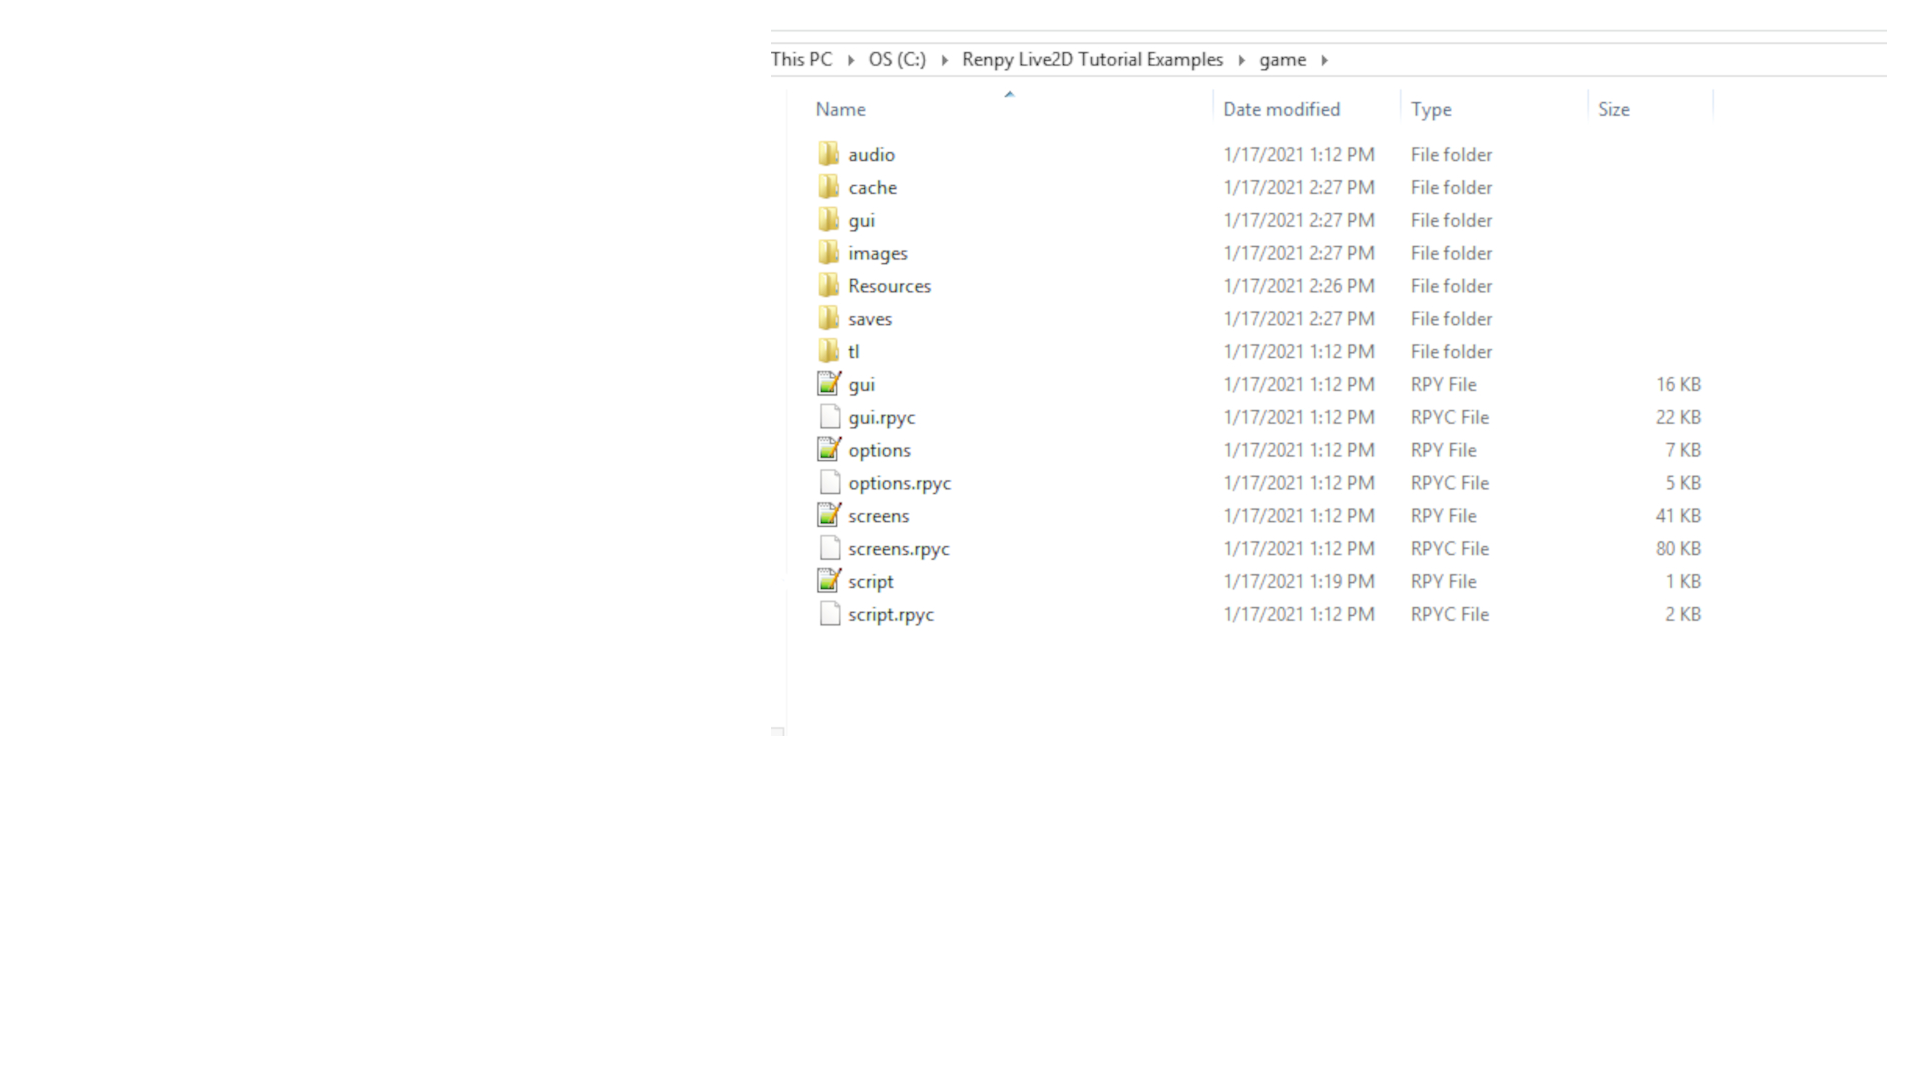 This PC OS (C:) Renpy Live2D Tutorial Examples game
Name Date modified Type Size
audio 1/17/2021 1:12 PM File folder
cache 1/17/2021 2:27 PM File folder
gui 1/17/2021 2:27 PM File folder
images 1/17/2021 2:27 PM File folder
Resources 1/17/2021 2:26 PM File folder
saves 1/17/2021 2:27 PM File folder
tl 1/17/2021 1:12 PM File folder
gui 1/17/2021 1:12 PM RPY File 16 KB
gui.rpyc 1/17/2021 1:12 PM RPYC File 22 KB
options 1/17/2021 1:12 PM RPY File 7 KB
options.rpyc 1/17/2021 1:12 PM RPYC File 5 KB
screens 1/17/2021 1:12 PM RPY File 41 KB
screens.rpyc 1/17/2021 1:12 PM RPYC File 80 KB
script 1/17/2021 1:19 PM RPY File 1 KB
script.rpyc 1/17/2021 1:12 PM RPYC File 2 KB